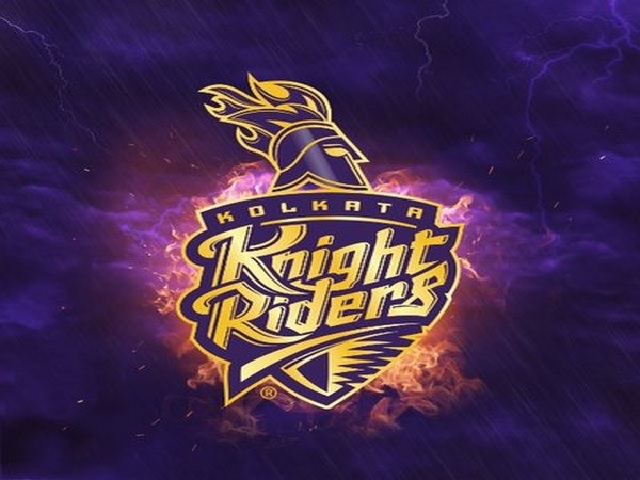 KOLKATA
Knight
Riders
®